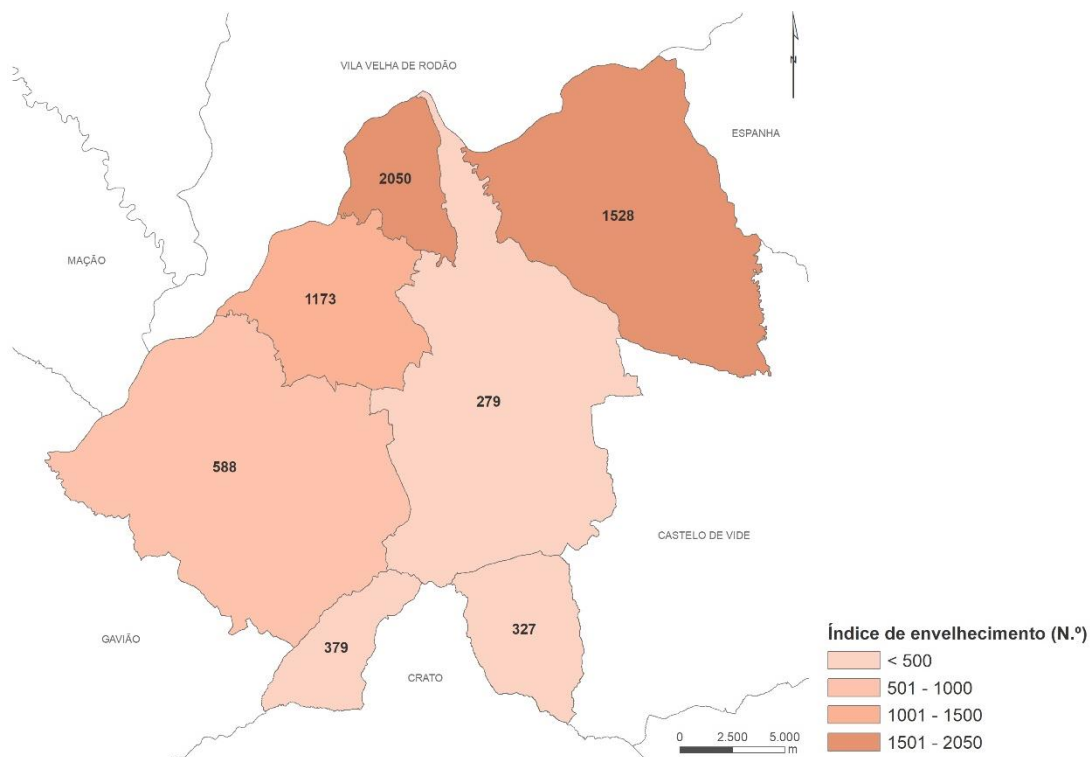 VILA VELHA DE RODÃO
N
ESPANHA
2050
1528
MAÇÃO
1173
279
588
CASTELO DE VIDE
GAVIÃO
379
327
CRATO
Índice de envelhecimento (N.º)
< 500
501 - 1000
1001 - 1500
1501 - 2050
0 2.500 5.000
m